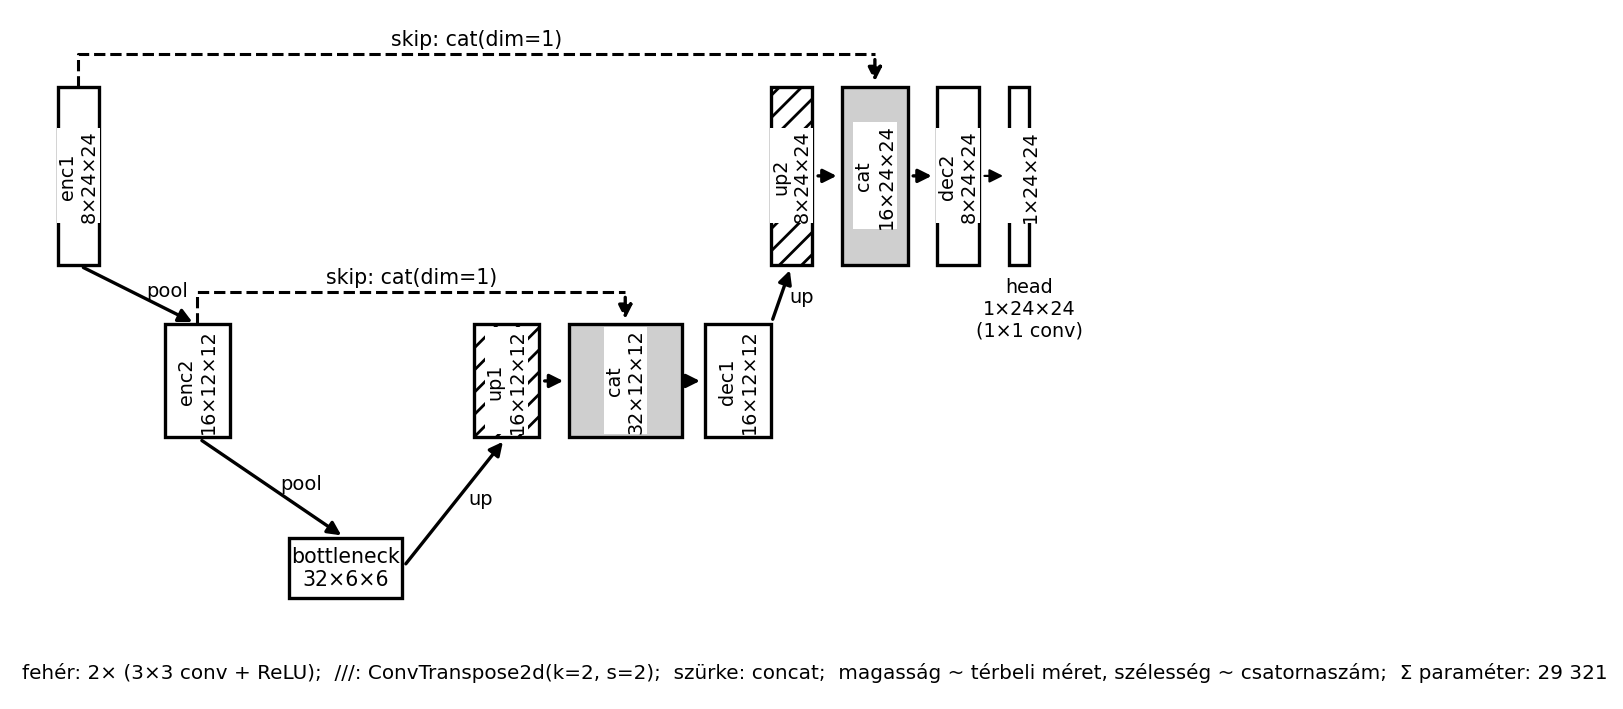 skip: cat(dim=1)
enc1
8×24×24
up2
8×24×24
cat
16×24×24
dec2
8×24×24
1×24×24
pool
skip: cat(dim=1)
head
1×24×24
(1×1 conv)
up
enc2
16×12×12
up1
16×12×12
cat
32×12×12
dec1
16×12×12
pool
up
bottleneck
32×6×6
fehér: 2× (3×3 conv + ReLU);  ///: ConvTranspose2d(k=2, s=2);  szürke: concat;  magasság ~ térbeli méret, szélesség ~ csatornaszám;  Σ paraméter: 29 321